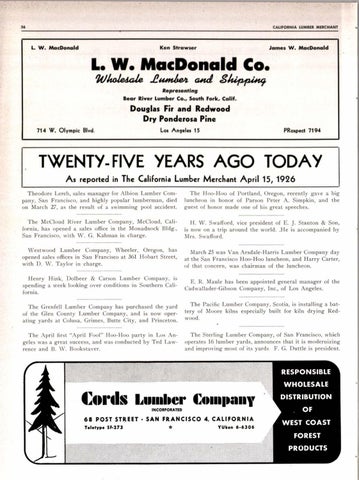 56 CALIFORNIA LUMBER MERCHANT
L. W. MacDonald Ken Strawser James W. MacDonald
L. W. MacDonald Co.
Wholesale Lumber and Shipping
Representing
Bear River Lumber Co., South Fork, Calif.
Douglas Fir and Redwood
Dry Ponderosa Pine
714 W. Olympic Blvd. Los Angeles 15 PRospect 7194
TWENTY-FIVE YEARS AGO TODAY
As reported in The California Lumber Merchant April 15, 1926
Theodore Lerch, sales manager for Albion Lumber Com-
pany, San Francisco, and highly popular lumberman, died
on March 27, as the result of a swimming pool accident.
The McCloud River Lumber Company, McCloud, Cali-
fornia, has opened a sales office in the Monadnock Bldg.,
San Francisco, with W. G. Kahman in charge.
Westwood Lumber Company, Wheeler, Oregon, has
opened sales offices in San Francisco at 361 Hobart Street,
with D. W. Taylor in charge.
Henry Hink, Dolbeer & Carson Lumber Company, is
spending a week looking over conditions in Southern Cali-
fornia.
The Grenfell Lumber Company has purchased the yard
of the Glen County Lumber Company, and is now oper-
ating yards at Colusa, Grimes, Butte City, and Princeton.
The April first "April Fool" Hoo-Hoo party in Los An-
geles was a great success, and was conducted by Ted Law-
rence and B. W. Bookstaver.
The Hoo-Hoo of Portland, Oregon, recently gave a big
luncheon in honor of Parson Peter A. Simpkin, and the
guest of honor made one of his great speeches.
H. W. Swafford, vice president of E. J. Stanton & Son,
is now on a trip around the world. He is accompanied by
Mrs. Swafford.
March 25 was Van Arsdale-Harris Lumber Company day
at the San Francisco Hoo-Hoo luncheon, and Harry Carter,
of that concern, was chairman of the luncheon.
E. R. Maule has been appointed general manager of the
Cadwallader-Gibson Company, Inc., of Los Angeles.
The Pacific Lumber Company, Scotia, is installing a bat-
tery of Moore kilns especially built for kiln drying Red-
wood.
The Sterling Lumber Company, of San Francisco, which
operates 16 lumber yards, announces that it is modernizing
and improving most of its yards. F. G. Duttle is president.
Cords Lumber Company
INCORPORATED
68 POST STREET - SAN FRANCISCO 4, CALIFORNIA
Teletype SF-273 YUkon 6-6306
RESPONSIBLE
WHOLESALE
DISTRIBUTION
OF
WEST COAST
FOREST
PRODUCTS